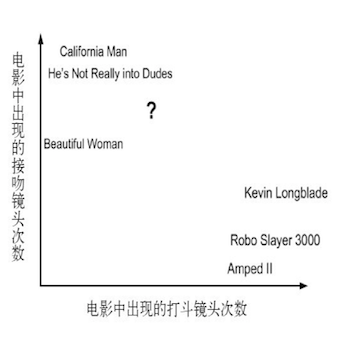 电影中出现的接吻镜头次数
California Man
He's Not Really into Dudes
?
Beautiful Woman
Kevin Longblade
Robo Slayer 3000
Amped II
电影中出现的打斗镜头次数